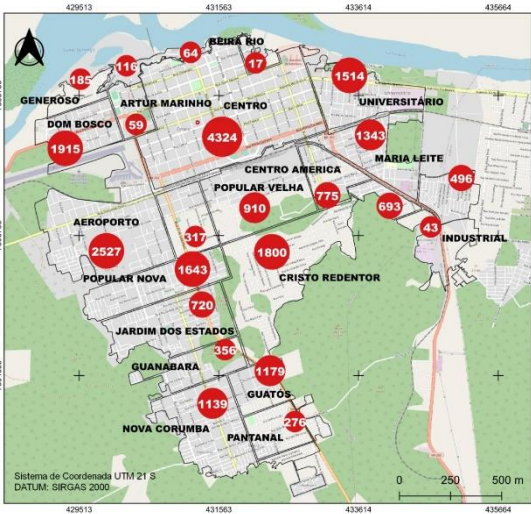 429513 431563 433614 435664
64 BEIRA RIO
116 17
185 1514
GENEROSO ARTUR MARINHO CENTRO UNIVERSITÁRIO
DOM BOSCO 59
1915 4324 1343
CENTRO AMERICA MARIA LEITE
POPULAR VELHA 496
910 775 693
AEROPORTO 317 43
2527 1643 1800 INDUSTRIAL
POPULAR NOVA CRISTO REDENTOR
720
JARDIM DOS ESTADOS
356
GUANABARA 1179
GUATÓS
1139
NOVA CORUMBA 276
PANTANAL
Sistema de Coordenada UTM 21 S
DATUM: SIRGAS 2000
0 250 500 m
429513 431563 433614 435664